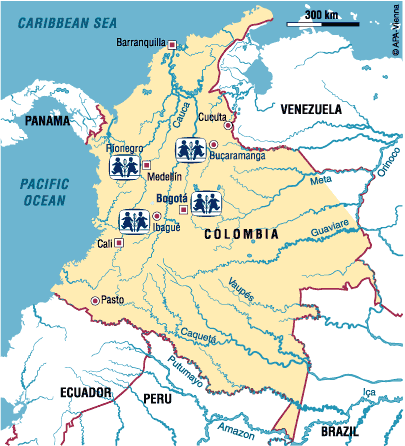 CARIBBEAN SEA
300 km
© APA-Vienna
Barranquilla
PANAMA
Cauca
Cucuta
VENEZUELA
Orinoco
Rionegro
Bucaramanga
Medellín
Meta
PACIFIC
OCEAN
Bogotá
Ibagué
COLOMBIA
Guaviare
Cali
Vaupés
Pasto
Caquetá
Putumayo
Iça
ECUADOR
PERU
Amazon
BRAZIL